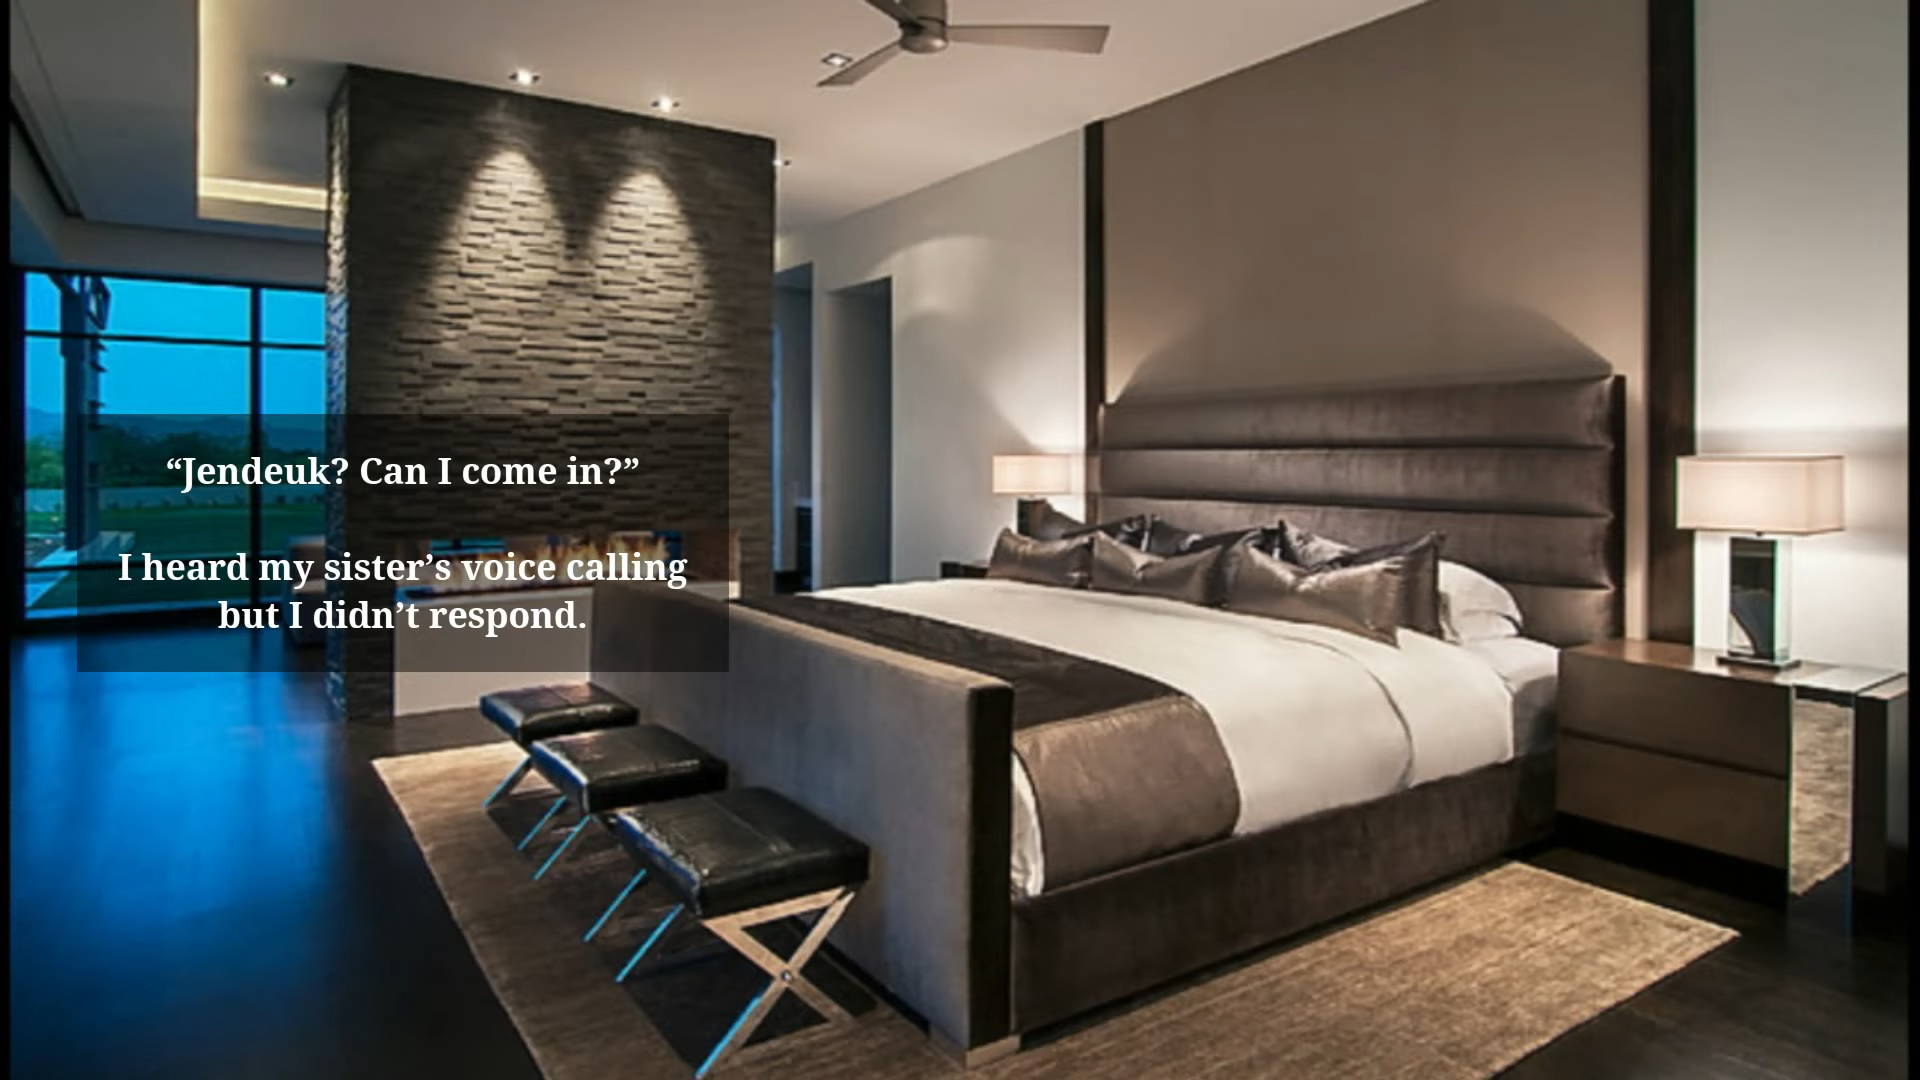 “Jendeuk? Can I come in?”
I heard my sister’s voice calling
but I didn’t respond.